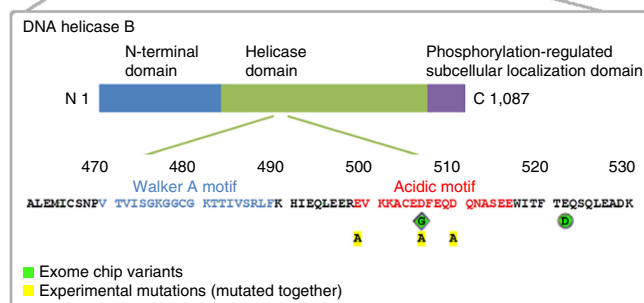 DNA helicase B
N-terminal domain
Helicase domain
Phosphorylation-regulated subcellular localization domain
N 1
C 1,087
470 480 490 500 510 520 530
Walker A motif
Acidic motif
ALEMICSNPV TVISGKGGCG KTTIVSRLFK HIEQLEEREV KKACEDFEQD QNASEEWITF TEQSQLEADK
G D
A A A
Exome chip variants
Experimental mutations (mutated together)